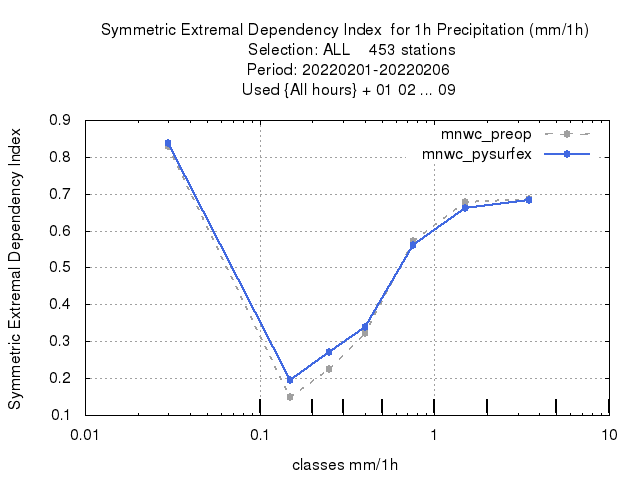 Symmetric Extremal Dependency Index  for 1h Precipitation (mm/1h)
Selection: ALL    453 stations
Period: 20220201-20220206
Used {All hours} + 01 02 ... 09
Symmetric Extremal Dependency Index
0.9
0.8
0.7
0.6
0.5
0.4
0.3
0.2
0.1
mnwc_preop
mnwc_pysurfex
0.01 0.1 1 10
classes mm/1h